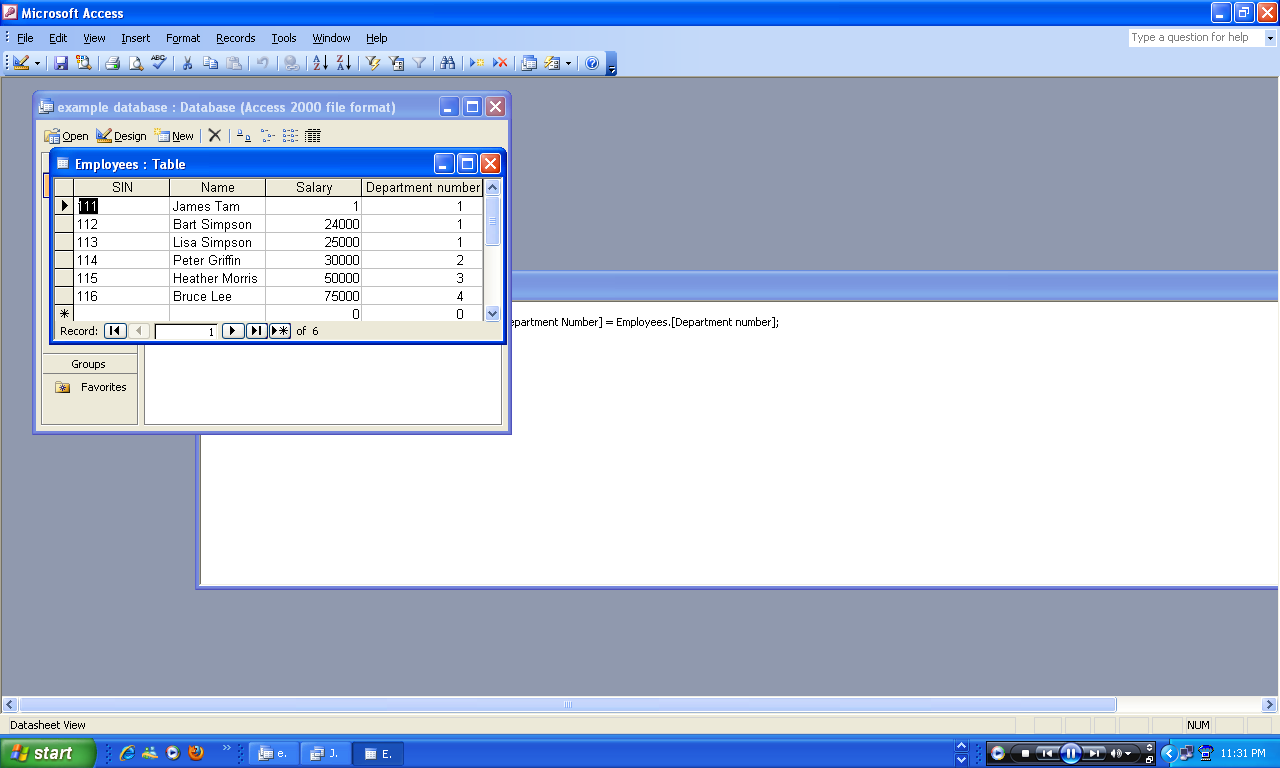 Microsoft Access
File Edit View Insert Format Records Tools Window Help
Type a question for help
example database : Database (Access 2000 file format)
Open Design New
Employees : Table
SIN Name Salary Department number
111 James Tam 1 1
112 Bart Simpson 24000 1
113 Lisa Simpson 25000 1
114 Peter Griffin 30000 2
115 Heather Morris 50000 3
116 Bruce Lee 75000 4
0 0
Record: 1 of 6
Number] = Employees.[Department number];
Groups
Favorites
Datasheet View
NUM
start
e.
J.
E.
11:31 PM